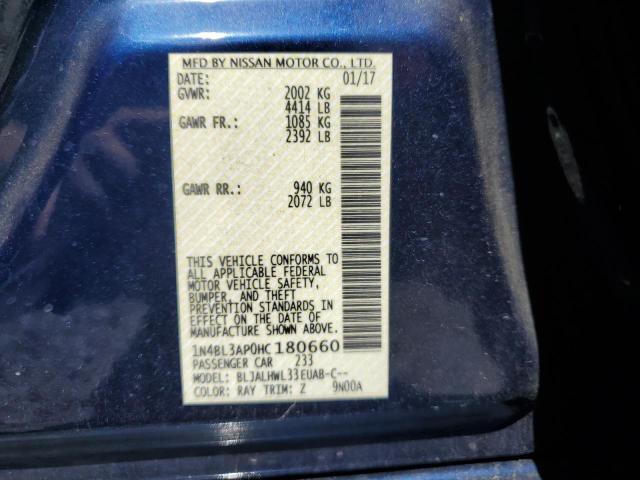 MFD BY NISSAN MOTOR CO., LTD.
DATE: 01/17
GVWR: 2002 KG
4414 LB
GAWR FR.: 1085 KG
2392 LB
GAWR RR.: 940 KG
2072 LB
THIS VEHICLE CONFORMS TO
ALL APPLICABLE FEDERAL
MOTOR VEHICLE SAFETY,
BUMPER, AND THEFT
PREVENTION STANDARDS IN
EFFECT ON THE DATE OF
MANUFACTURE SHOWN ABOVE.
1N4BL3AP0HC180660
PASSENGER CAR 233
MODEL: BLJALHWL33EUAB-C--
COLOR: RAY TRIM: Z 9N00A